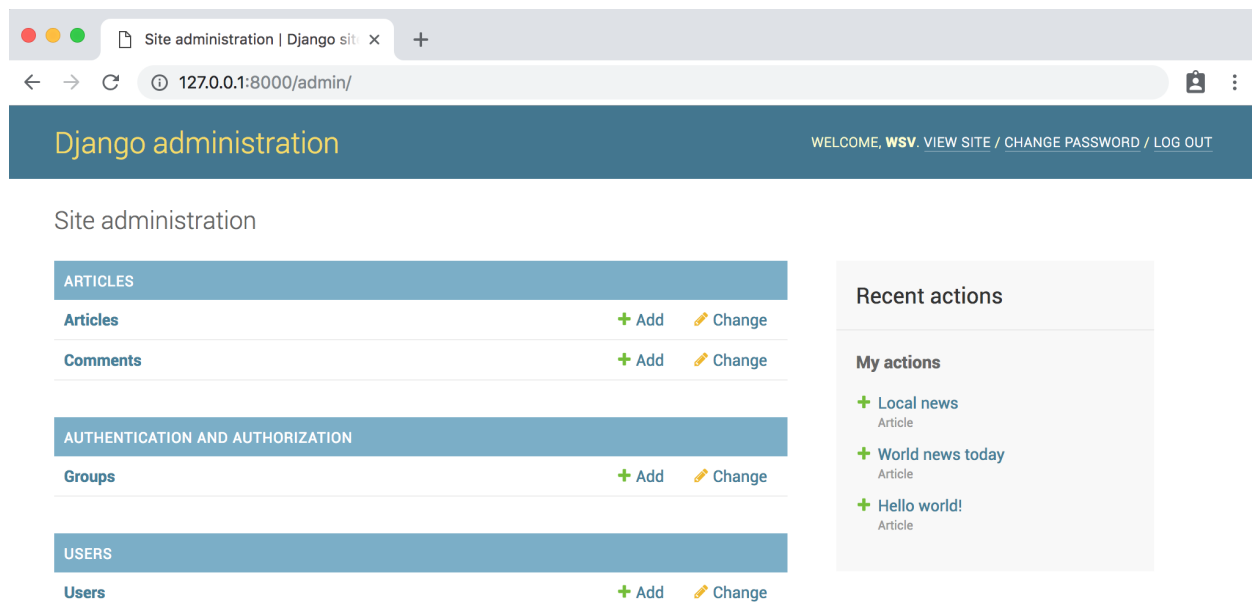 Site administration | Django sit
127.0.0.1:8000/admin/
Django administration
WELCOME, WSV. VIEW SITE / CHANGE PASSWORD / LOG OUT
Site administration
ARTICLES
Articles Add Change
Comments Add Change
AUTHENTICATION AND AUTHORIZATION
Groups Add Change
USERS
Users Add Change
Recent actions
My actions
Local news
Article
World news today
Article
Hello world!
Article